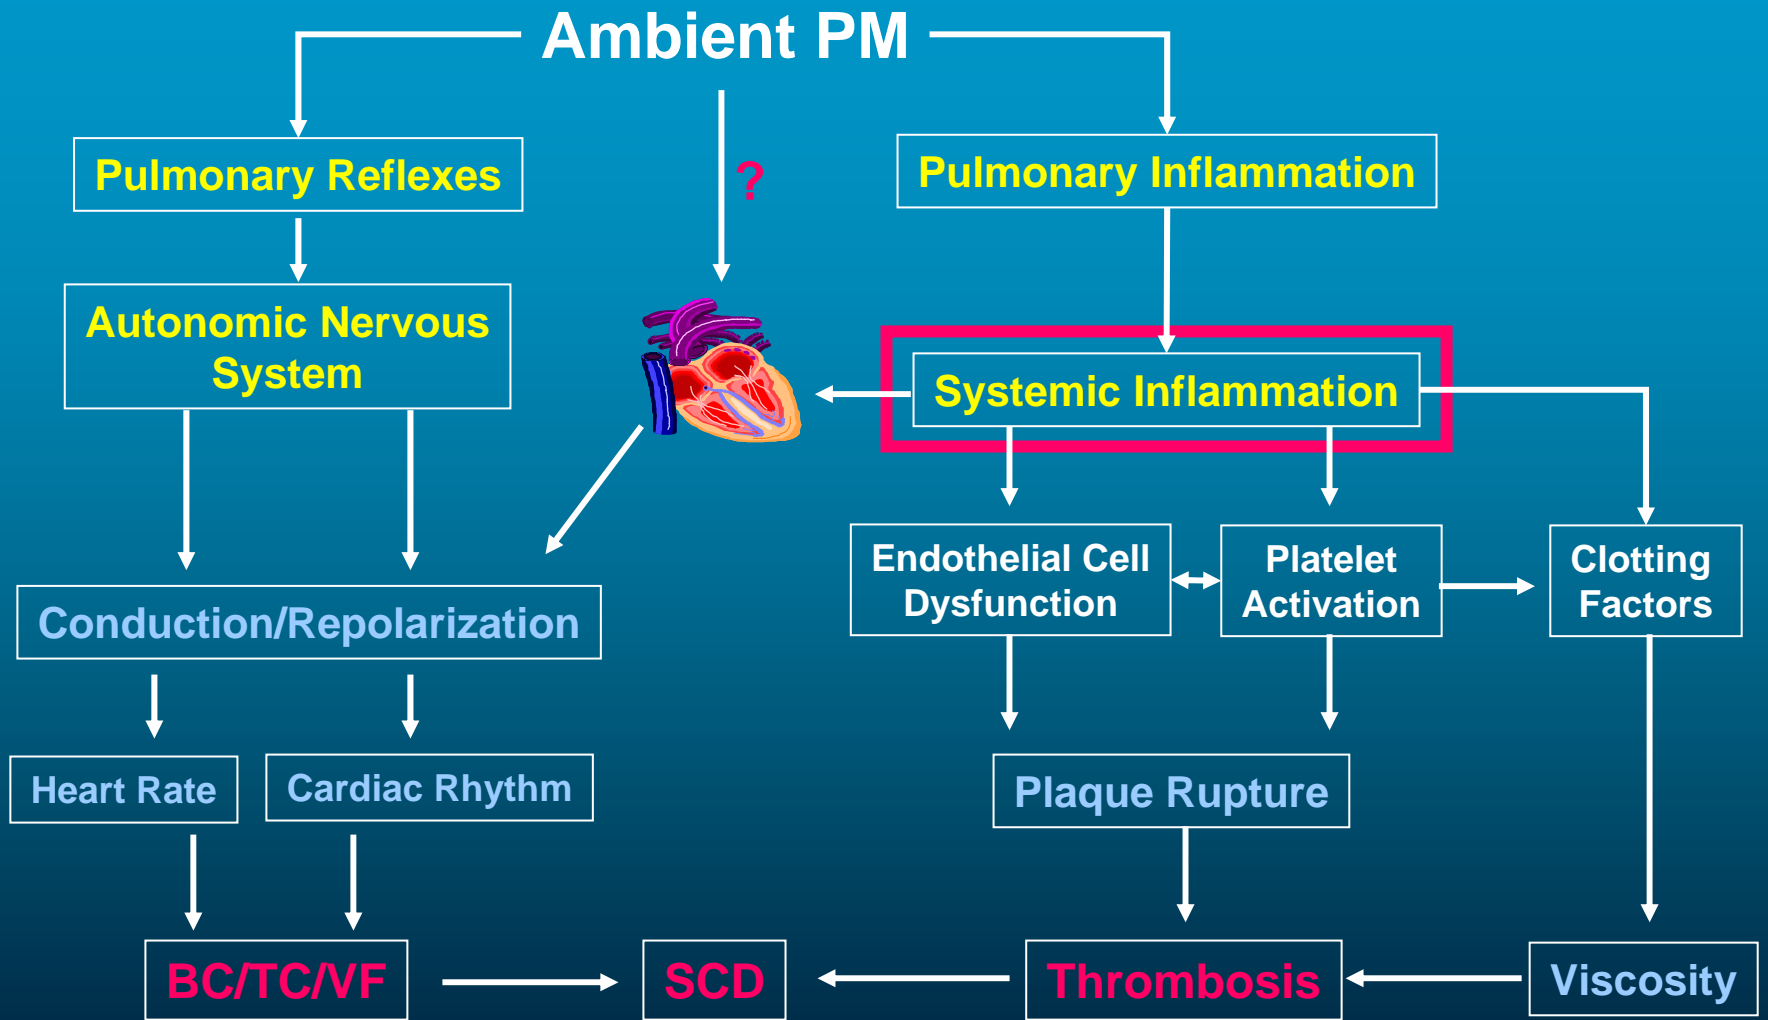 Ambient PM
Pulmonary Reflexes
?
Pulmonary Inflammation
Autonomic Nervous
System
Systemic Inflammation
Endothelial Cell
Dysfunction
Platelet
Activation
Clotting
Factors
Conduction/Repolarization
Heart Rate
Cardiac Rhythm
Plaque Rupture
BC/TC/VF
SCD
Thrombosis
Viscosity